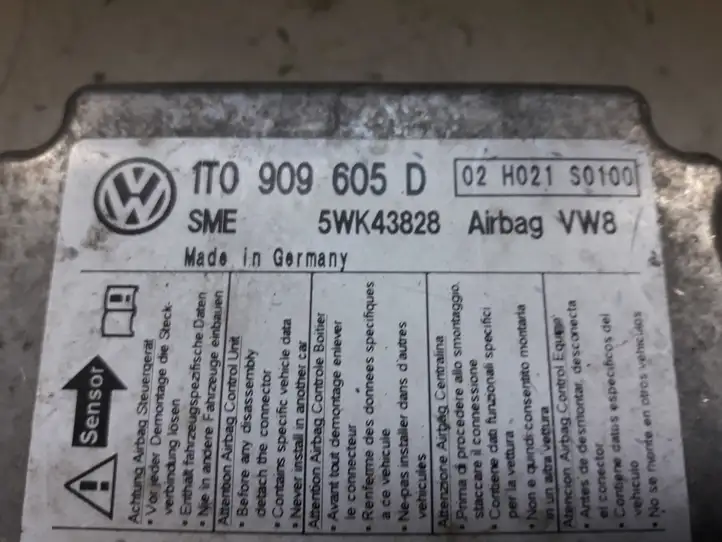 1T0 909 605 D
02 H021 S0100
SME 5WK43828 Airbag VW8
Made in Germany
Sensor
Achtung Airbag Steuergerät
• Vor jeder Demontage die Steck-
verbindung lösen
• Enthält fahrzeugspezifische Daten
• Nie in andere Fahrzeuge einbauen
Attention Airbag Control Unit
• Before any disassembly
detach the connector
• Contains specific vehicle data
• Never install in another car
Attention Airbag Controle Boitier
• Avant tout demontage enlever
le connecteur
• Renferme des donnees specifiques
a ce vehicule
• Ne-pas installer dans d'autres
vehicules
Attenzione Airbag Centralina
• Prima di procedere allo smontaggio,
staccare il connessione
• Contiene dati funzionali specifici
per la vettura
• Non e quindi consentito montarla
in un altra vettura
Atencion Airbag Control Equipo
• Antes de desmontar, desconecta
el conector
• Contiene datos especificos del
vehiculo
• No se monte en otros vehiculos